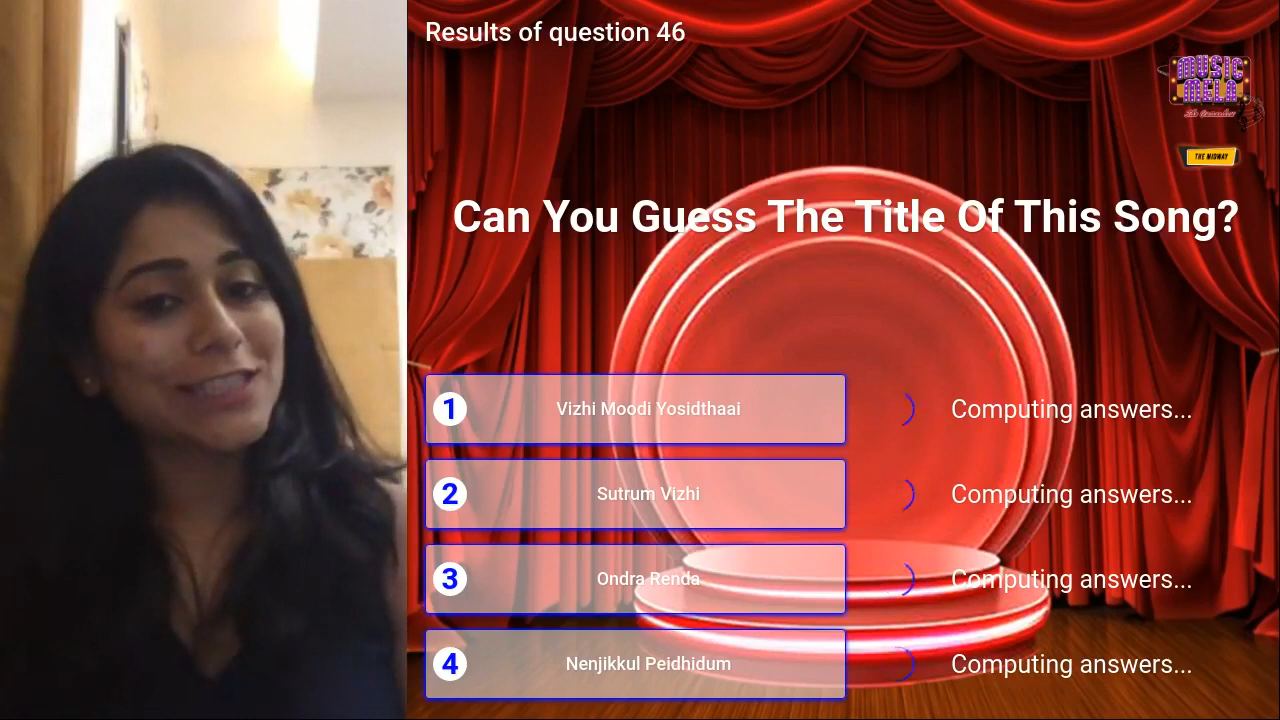 Results of question 46
MUSIC
MELA
THE MIDWAY
Can You Guess The Title Of This Song?
1 Vizhi Moodi Yosidthaai Computing answers...
2 Sutrum Vizhi Computing answers...
3 Ondra Renda Computing answers...
4 Nenjikkul Peidhidum Computing answers...